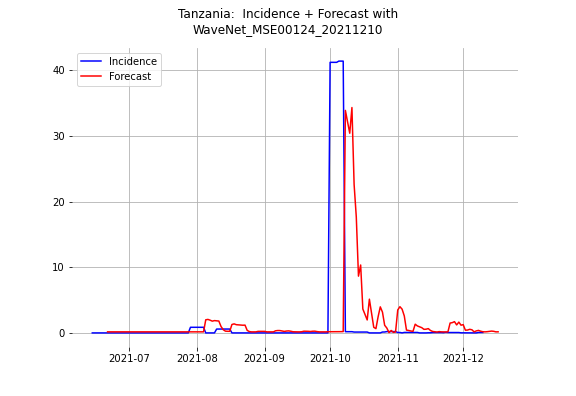 Tanzania:  Incidence + Forecast with
WaveNet_MSE00124_20211210
Incidence
Forecast
40
30
20
10
0
2021-07 2021-08 2021-09 2021-10 2021-11 2021-12